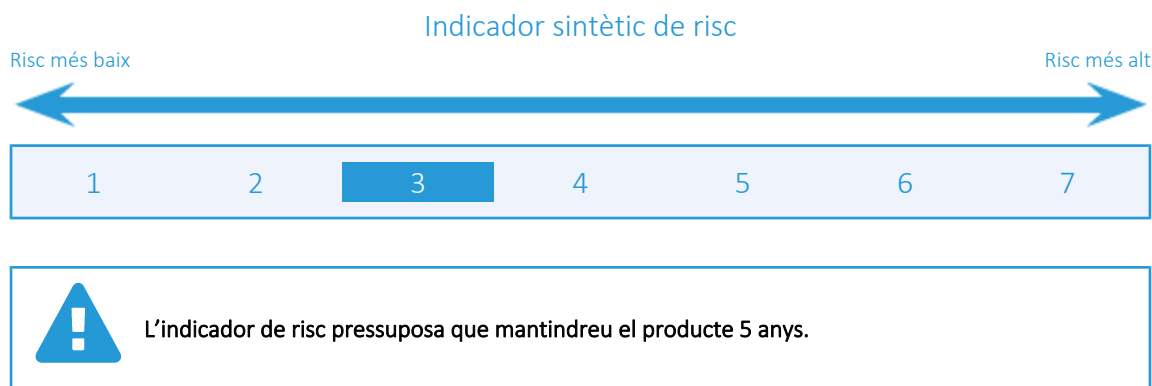 Indicador sintètic de risc
Risc més baix
Risc més alt
1 2 3 4 5 6 7
L’indicador de risc pressuposa que mantindreu el producte 5 anys.